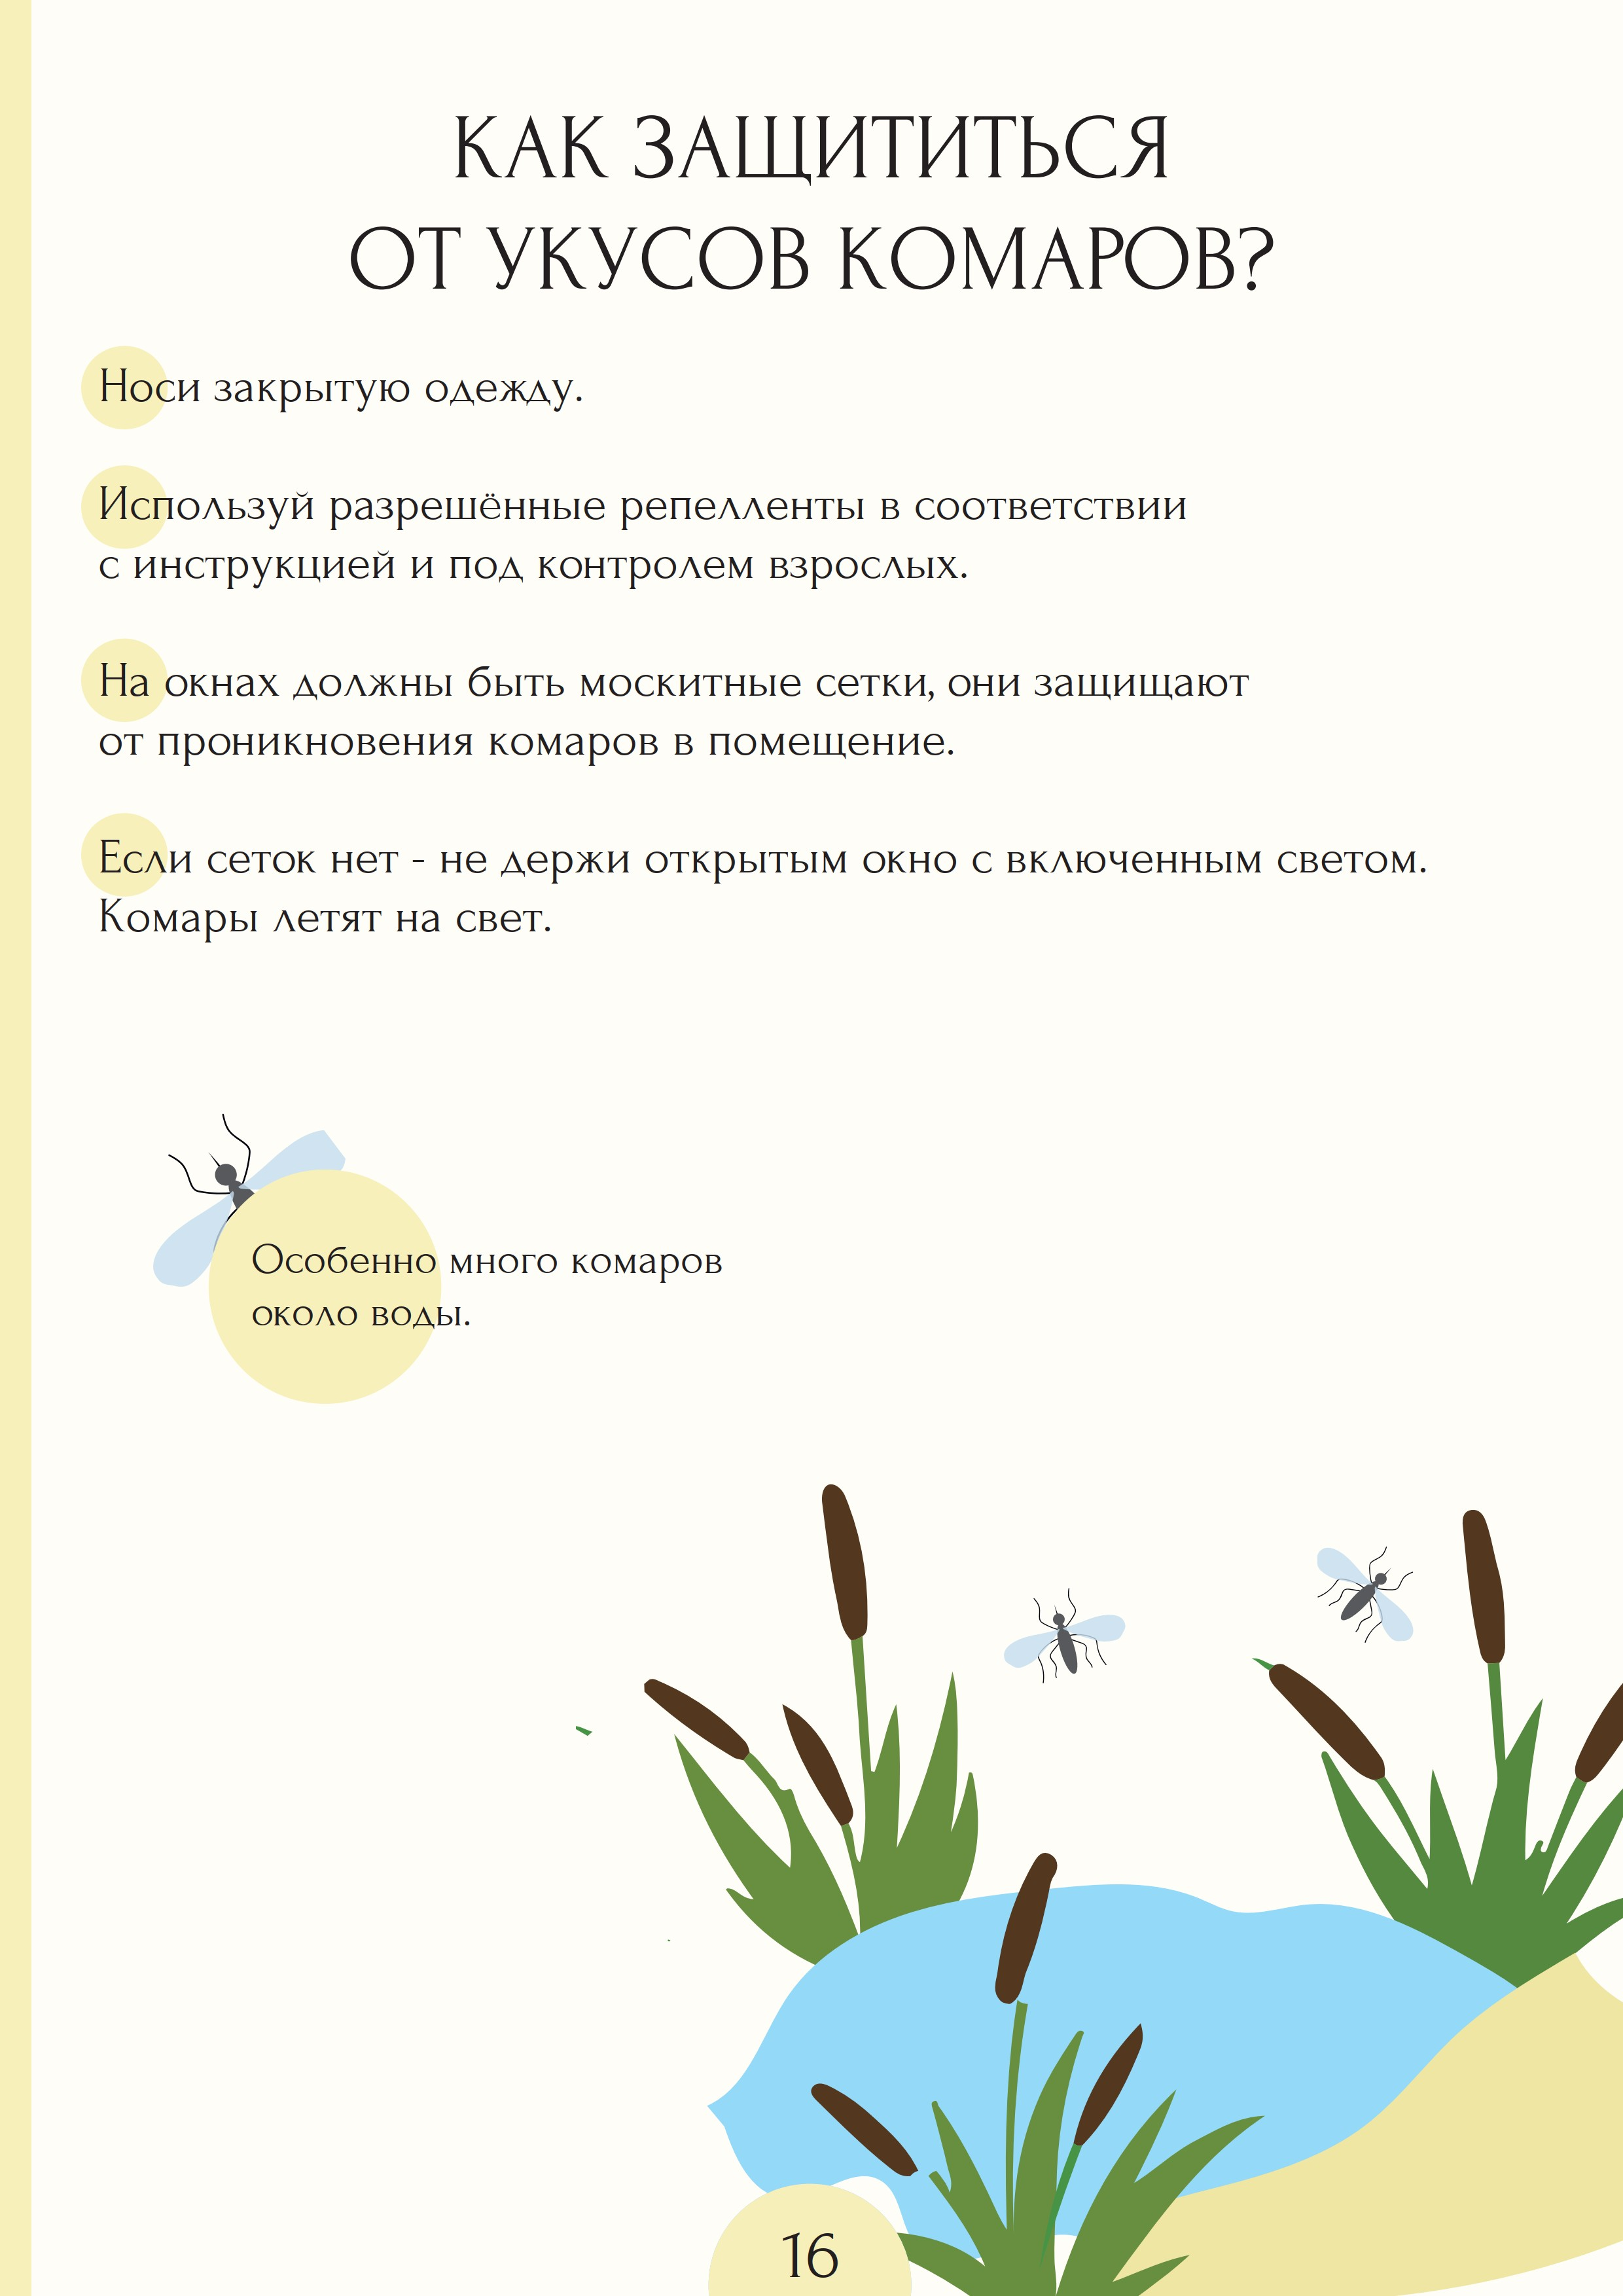 КАК ЗАЩИТИТЬСЯ
ОТ УКУСОВ КОМАРОВ?
Носи закрытую одежду.
Используй разрешённые репелленты в соответствии
с инструкцией и под контролем взрослых.
На окнах должны быть москитные сетки, они защищают
от проникновения комаров в помещение.
Если сеток нет - не держи открытым окно с включенным светом.
Комары летят на свет.
Особенно много комаров
около воды.
16